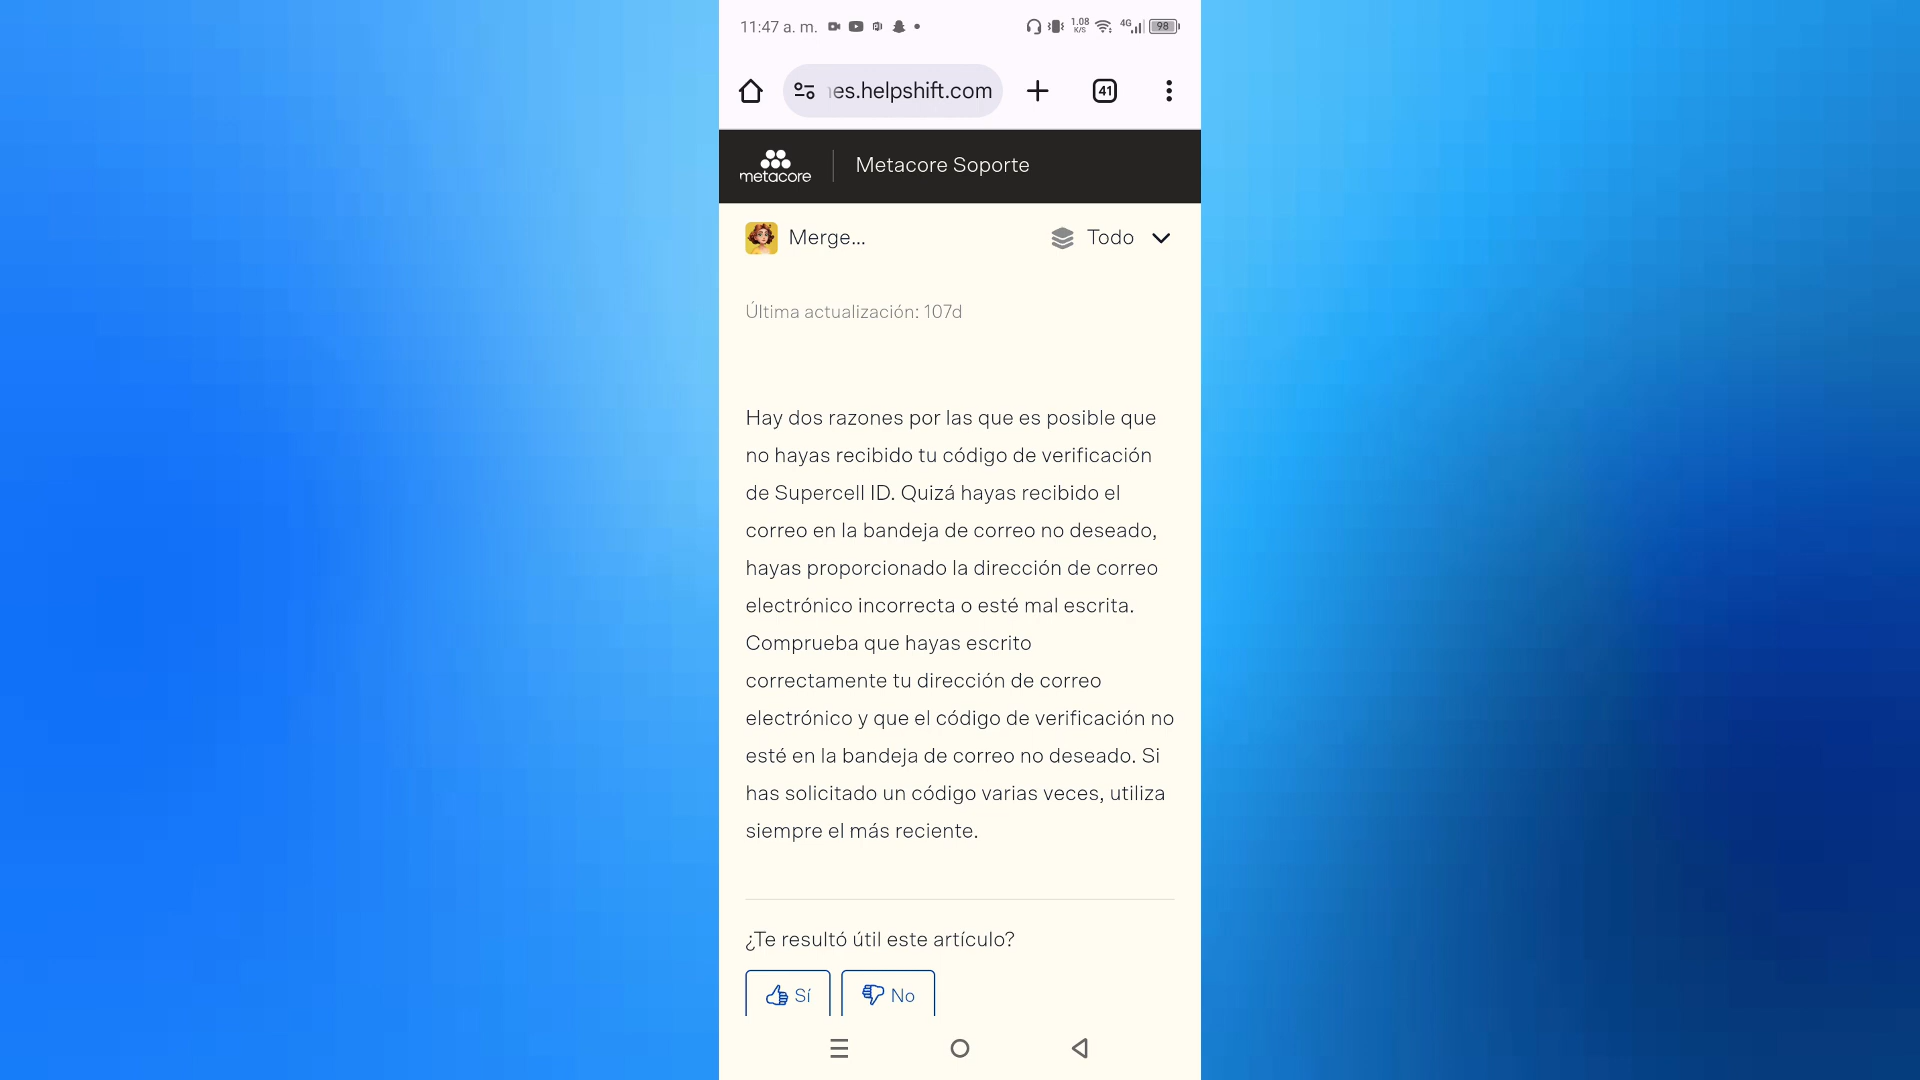 11:47 a. m.
1.08
K/S
4G
98
es.helpshift.com
41
metacore
Metacore Soporte
Merge...
Todo
Última actualización: 107d
Hay dos razones por las que es posible que
no hayas recibido tu código de verificación
de Supercell ID. Quizá hayas recibido el
correo en la bandeja de correo no deseado,
hayas proporcionado la dirección de correo
electrónico incorrecta o esté mal escrita.
Comprueba que hayas escrito
correctamente tu dirección de correo
electrónico y que el código de verificación no
esté en la bandeja de correo no deseado. Si
has solicitado un código varias veces, utiliza
siempre el más reciente.
¿Te resultó útil este artículo?
Sí
No